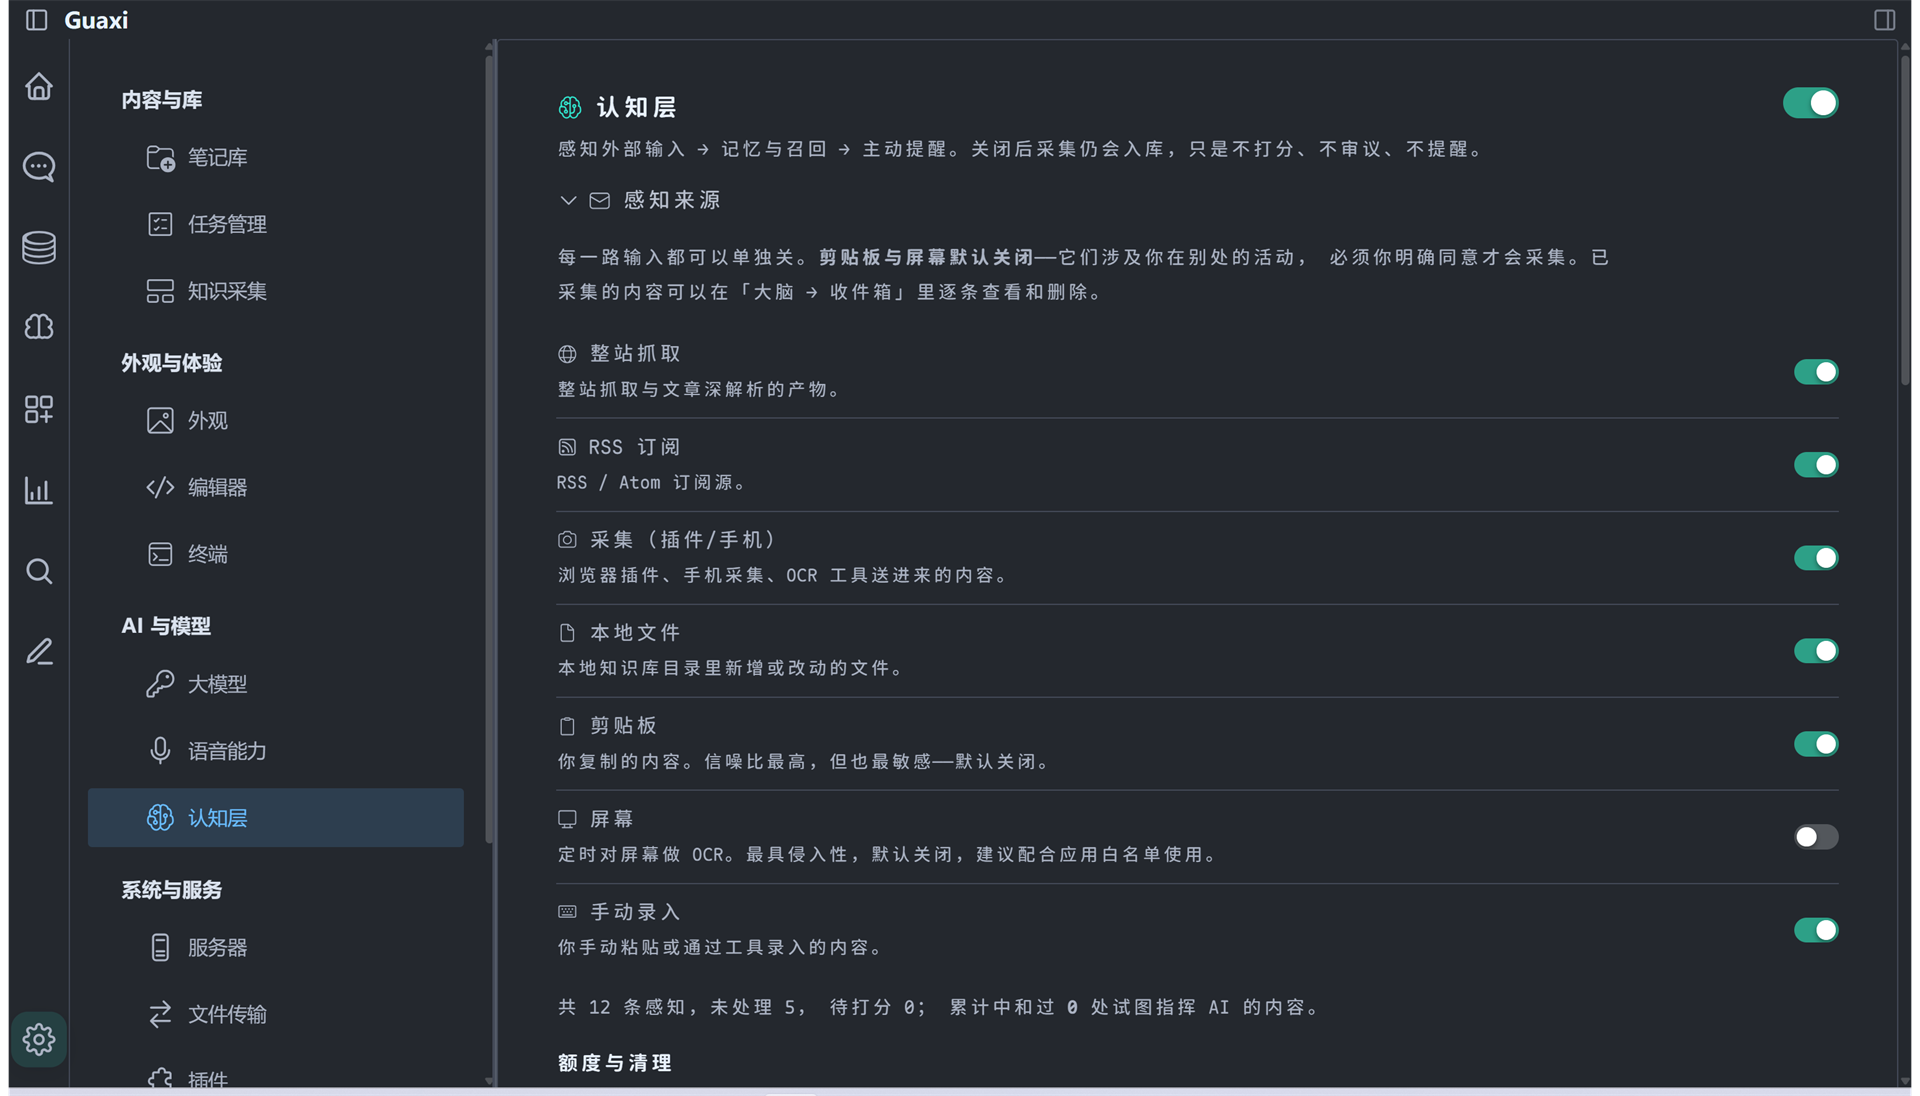 Guaxi
内容与库
笔记库
任务管理
知识采集
外观与体验
外观
编辑器
终端
AI 与模型
大模型
语音能力
认知层
系统与服务
服务器
文件传输
插件
认知层
感知外部输入 → 记忆与召回 → 主动提醒。关闭后采集仍会入库，只是不打分、不审议、不提醒。
感知来源
每一路输入都可以单独关。剪贴板与屏幕默认关闭——它们涉及你在别处的活动， 必须你明确同意才会采集。已
采集的内容可以在「大脑 → 收件箱」里逐条查看和删除。
整站抓取
整站抓取与文章深解析的产物。
RSS 订阅
RSS / Atom 订阅源。
采集（插件/手机）
浏览器插件、手机采集、OCR 工具送进来的内容。
本地文件
本地知识库目录里新增或改动的文件。
剪贴板
你复制的内容。信噪比最高，但也最敏感——默认关闭。
屏幕
定时对屏幕做 OCR。最具侵入性，默认关闭，建议配合应用白名单使用。
手动录入
你手动粘贴或通过工具录入的内容。
共 12 条感知，未处理 5， 待打分 0； 累计中和过 0 处试图指挥 AI 的内容。
额度与清理